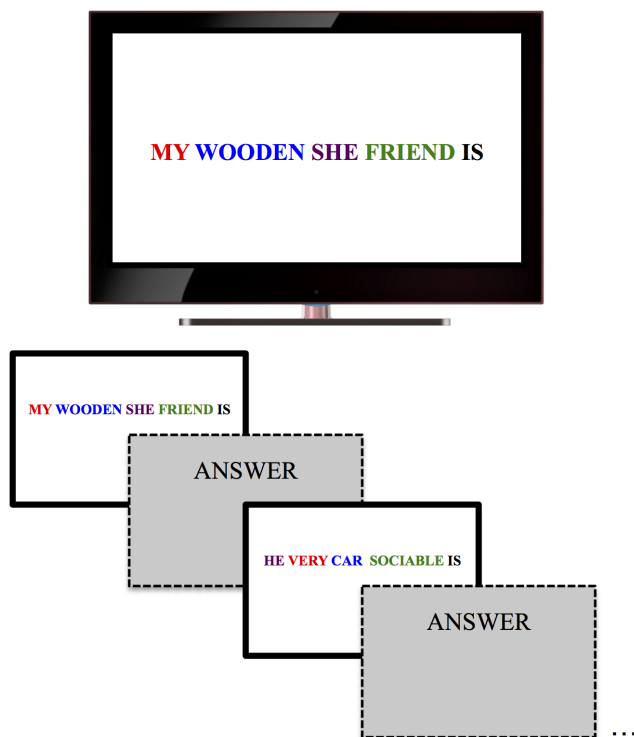 MY WOODEN SHE FRIEND IS
MY WOODEN SHE FRIEND IS
ANSWER
HE VERY CAR SOCIABLE IS
ANSWER
...